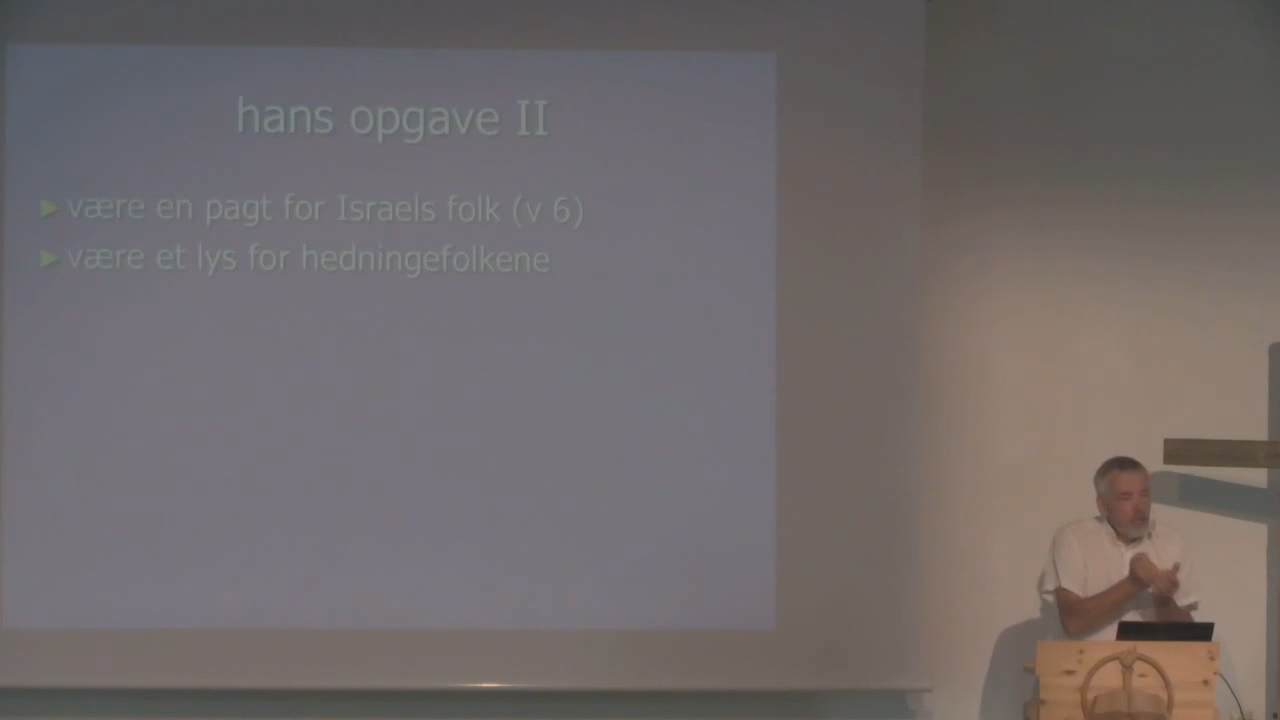 hans opgave II
være en pagt for Israels folk (v 6)
være et lys for hedningefolkene